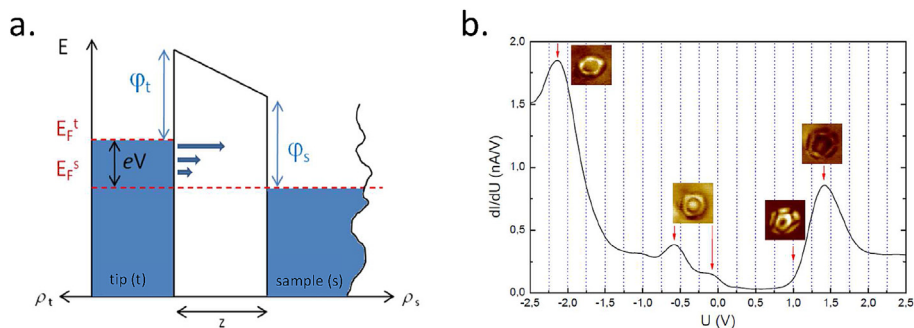 a.
E
φt
EFt
EFs
eV
φs
tip (t)
sample (s)
ρt
z
ρs
b.
dI/dU (nA/V)
2.0
1.5
1.0
0.5
0.0
-2.5 -2.0 -1.5 -1.0 -0.5 0.0 0.5 1.0 1.5 2.0 2.5
U (V)